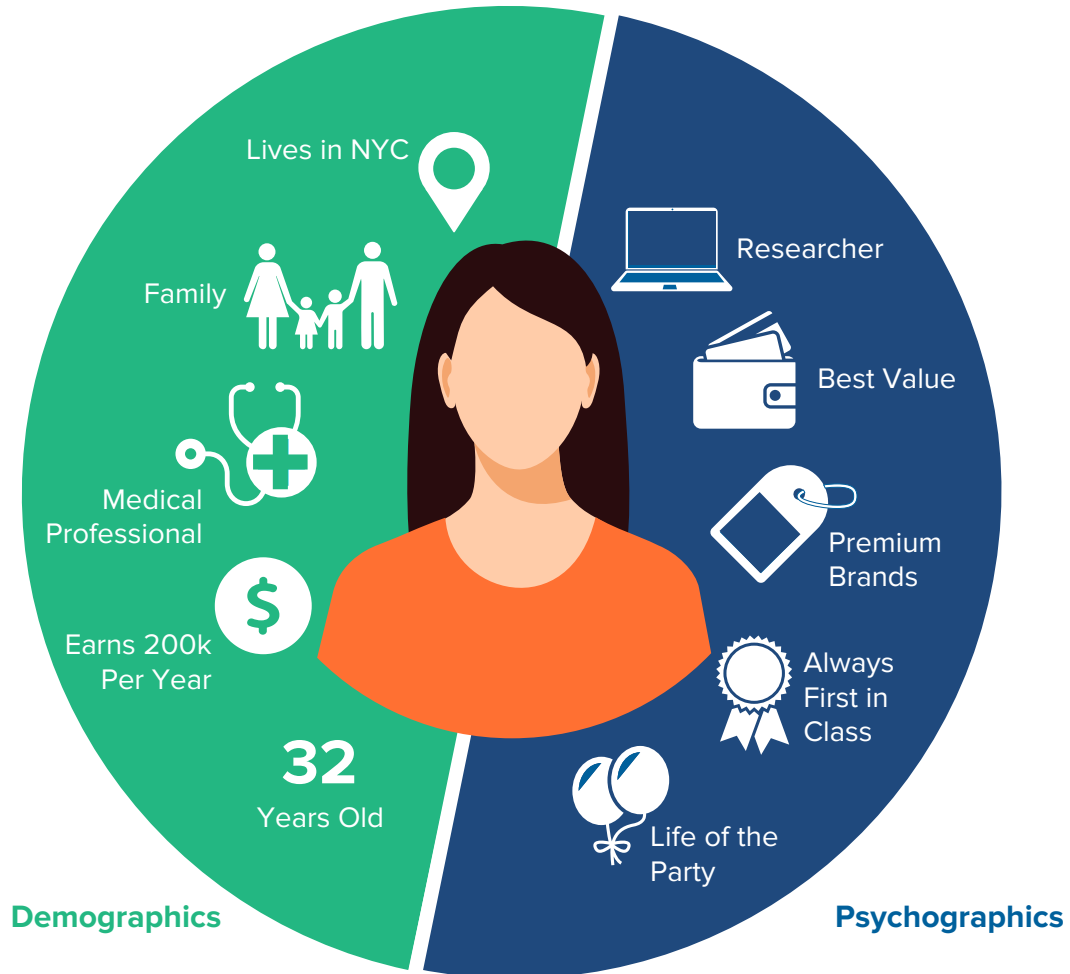 Lives in NYC
Family
Medical
Professional
$
Earns 200k
Per Year
32
Years Old
Demographics
Researcher
Best Value
Premium
Brands
Always
First in
Class
Life of the
Party
Psychographics